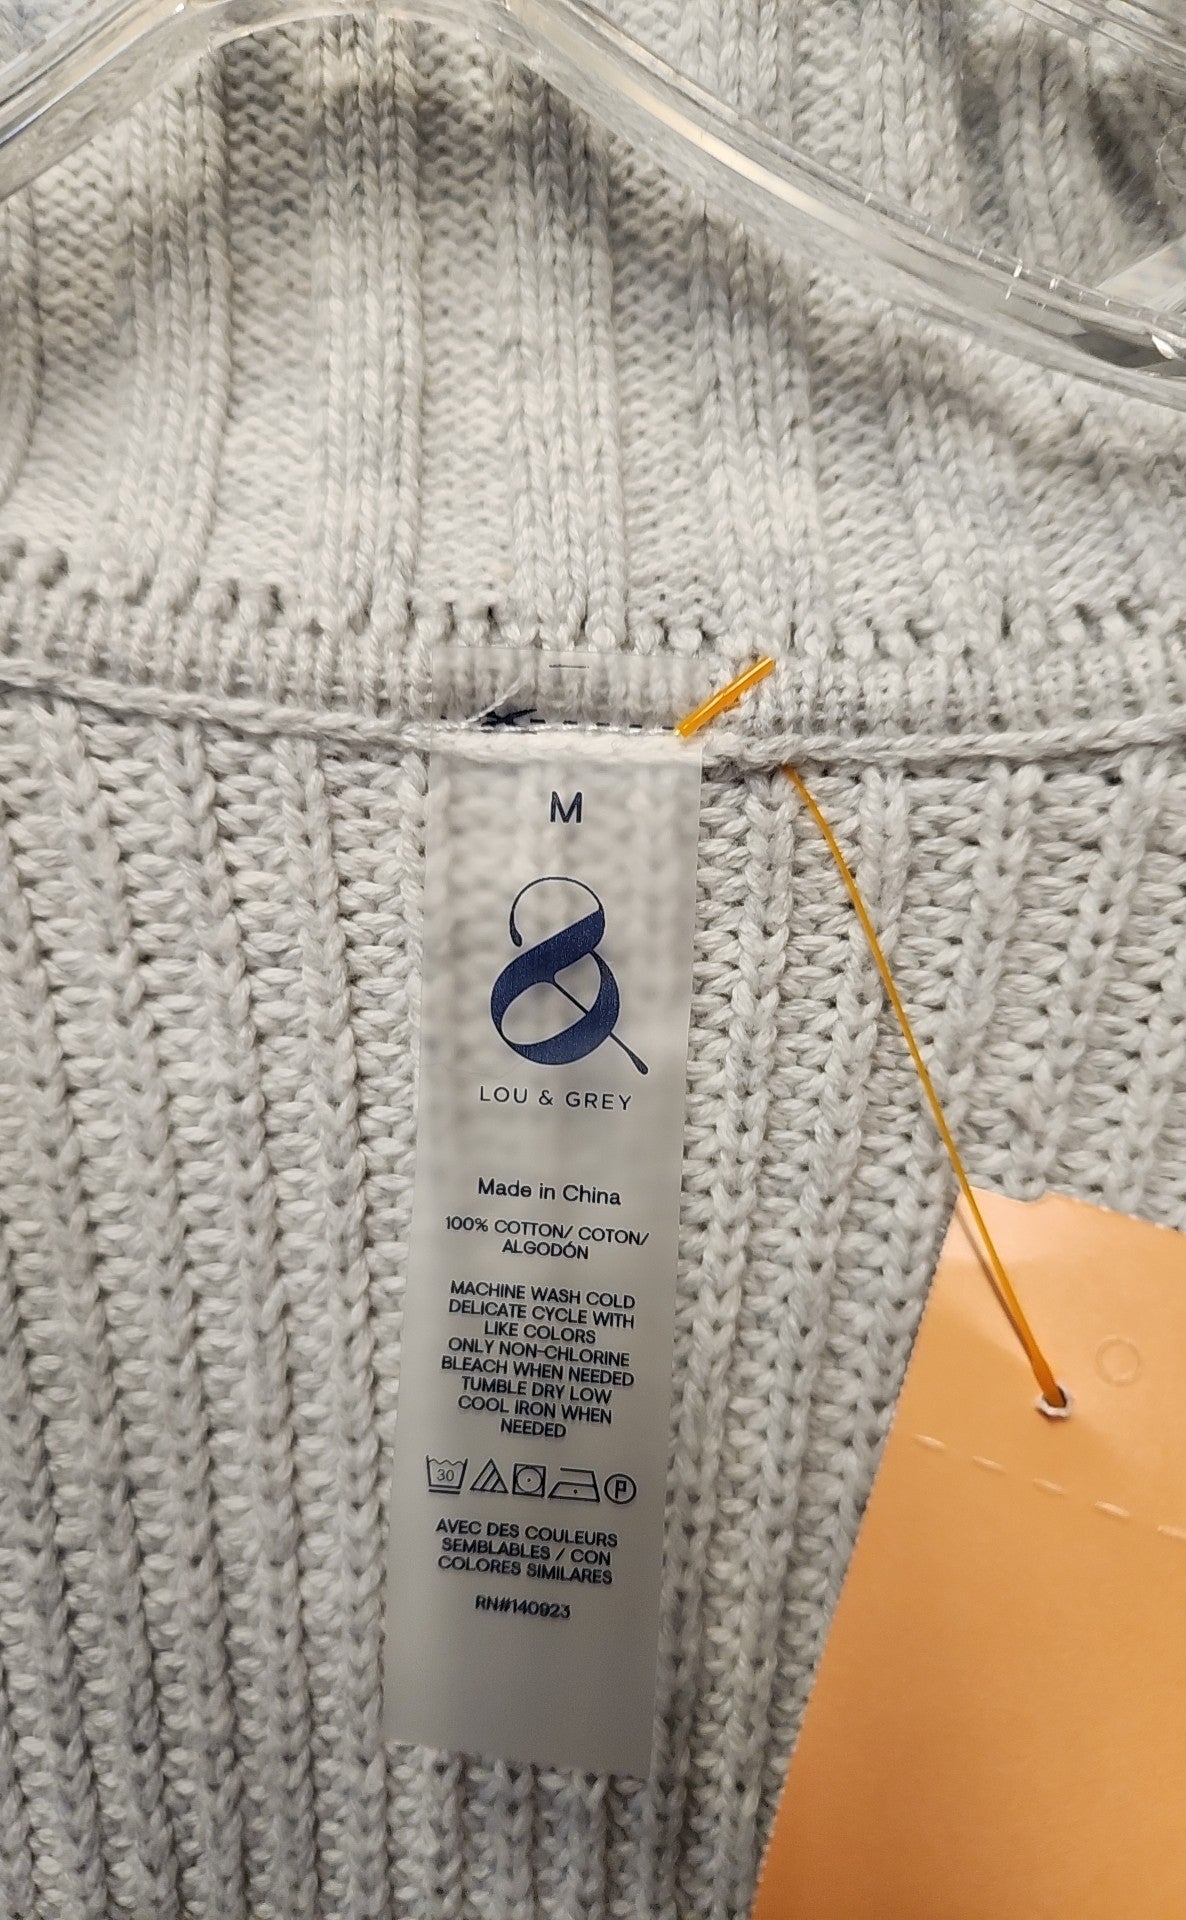 M
&
LOU & GREY
Made in China
100% COTTON/ COTON/
ALGODÓN
MACHINE WASH COLD
DELICATE CYCLE WITH
LIKE COLORS
ONLY NON-CHLORINE
BLEACH WHEN NEEDED
TUMBLE DRY LOW
COOL IRON WHEN
NEEDED
30 P
AVEC DES COULEURS
SEMBLABLES / CON
COLORES SIMILARES
RN#140923